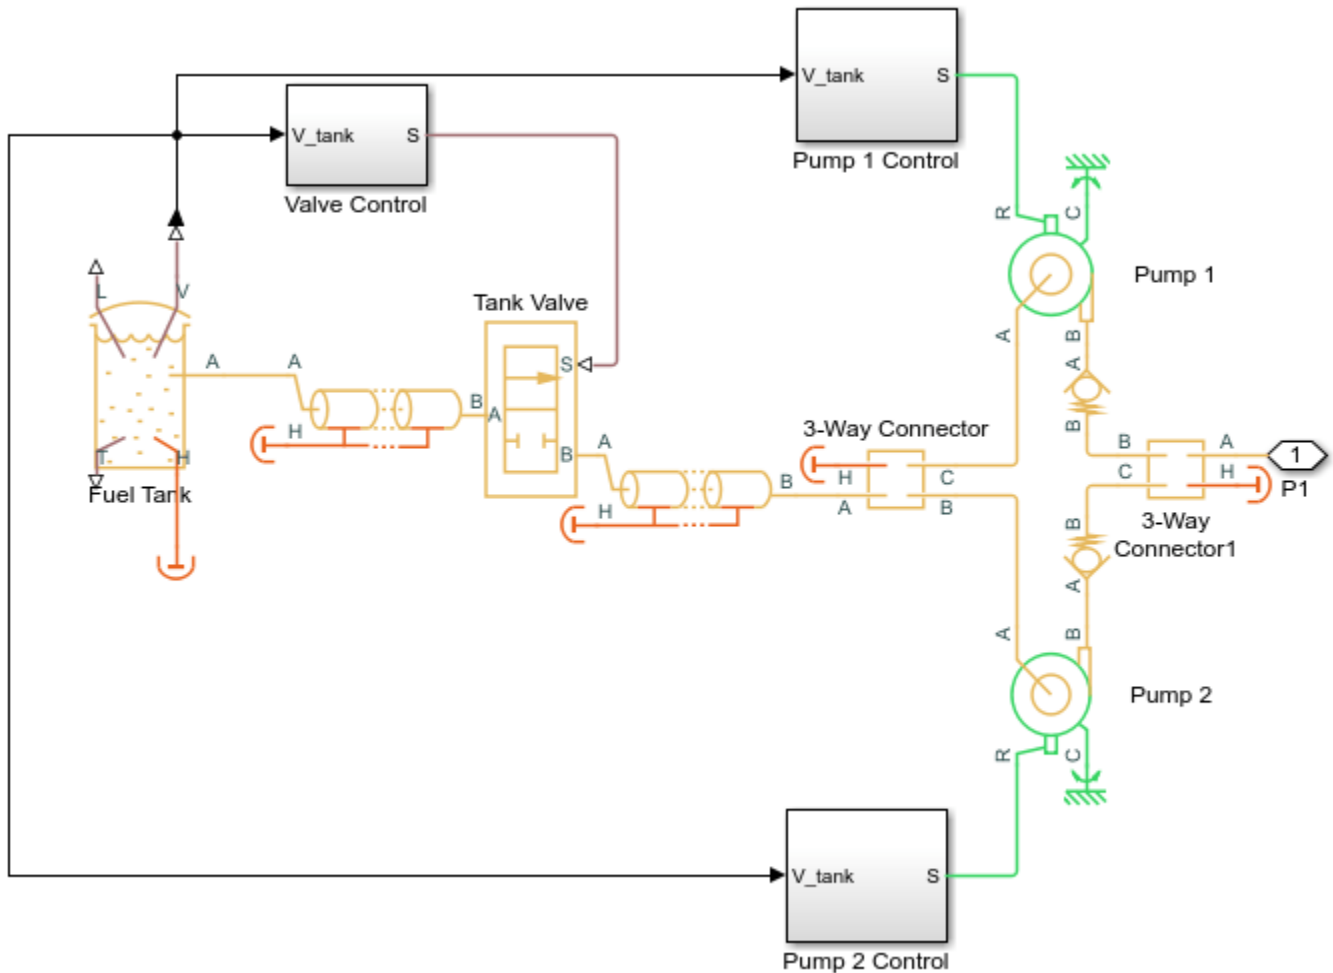 V_tank S
Pump 1 Control
V_tank S
Valve Control
R C
L V
Pump 1
Tank Valve
A A
S
A
B
A
B A
H
3-Way Connector
B
B A
B A
H C
1
H
C H
P1
A B
B
H
A B
T H
Fuel Tank
3-Way
Connector1
A
A B
Pump 2
R C
V_tank S
Pump 2 Control